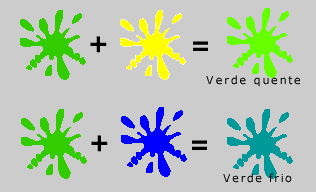 + =
Verde quente
+ =
Verde frio